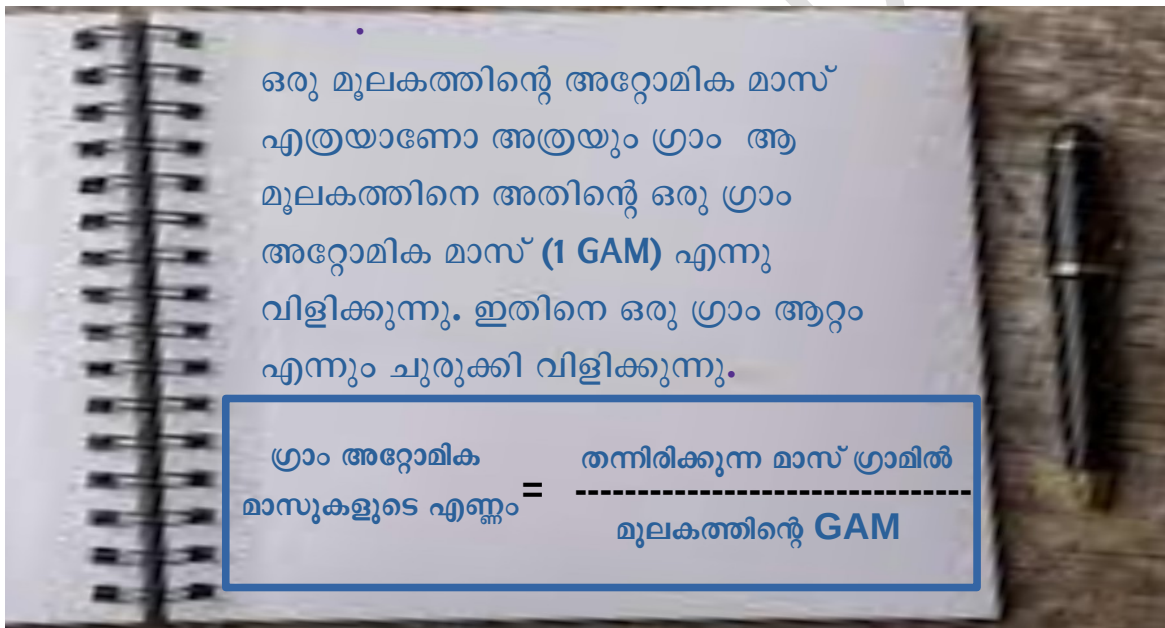 ഒരു മൂലകത്തിന്റെ അറ്റോമിക മാസ്
എത്രയാണോ അത്രയും ഗ്രാം ആ
മൂലകത്തിനെ അതിന്റെ ഒരു ഗ്രാം
അറ്റോമിക മാസ് (1 GAM) എന്നു
വിളിക്കുന്നു. ഇതിനെ ഒരു ഗ്രാം ആറ്റം
എന്നും ചുരുക്കി വിളിക്കുന്നു.
ഗ്രാം അറ്റോമിക
മാസുകളുടെ എണ്ണം =
തന്നിരിക്കുന്ന മാസ് ഗ്രാമിൽ
--------------------------------
മൂലകത്തിന്റെ GAM